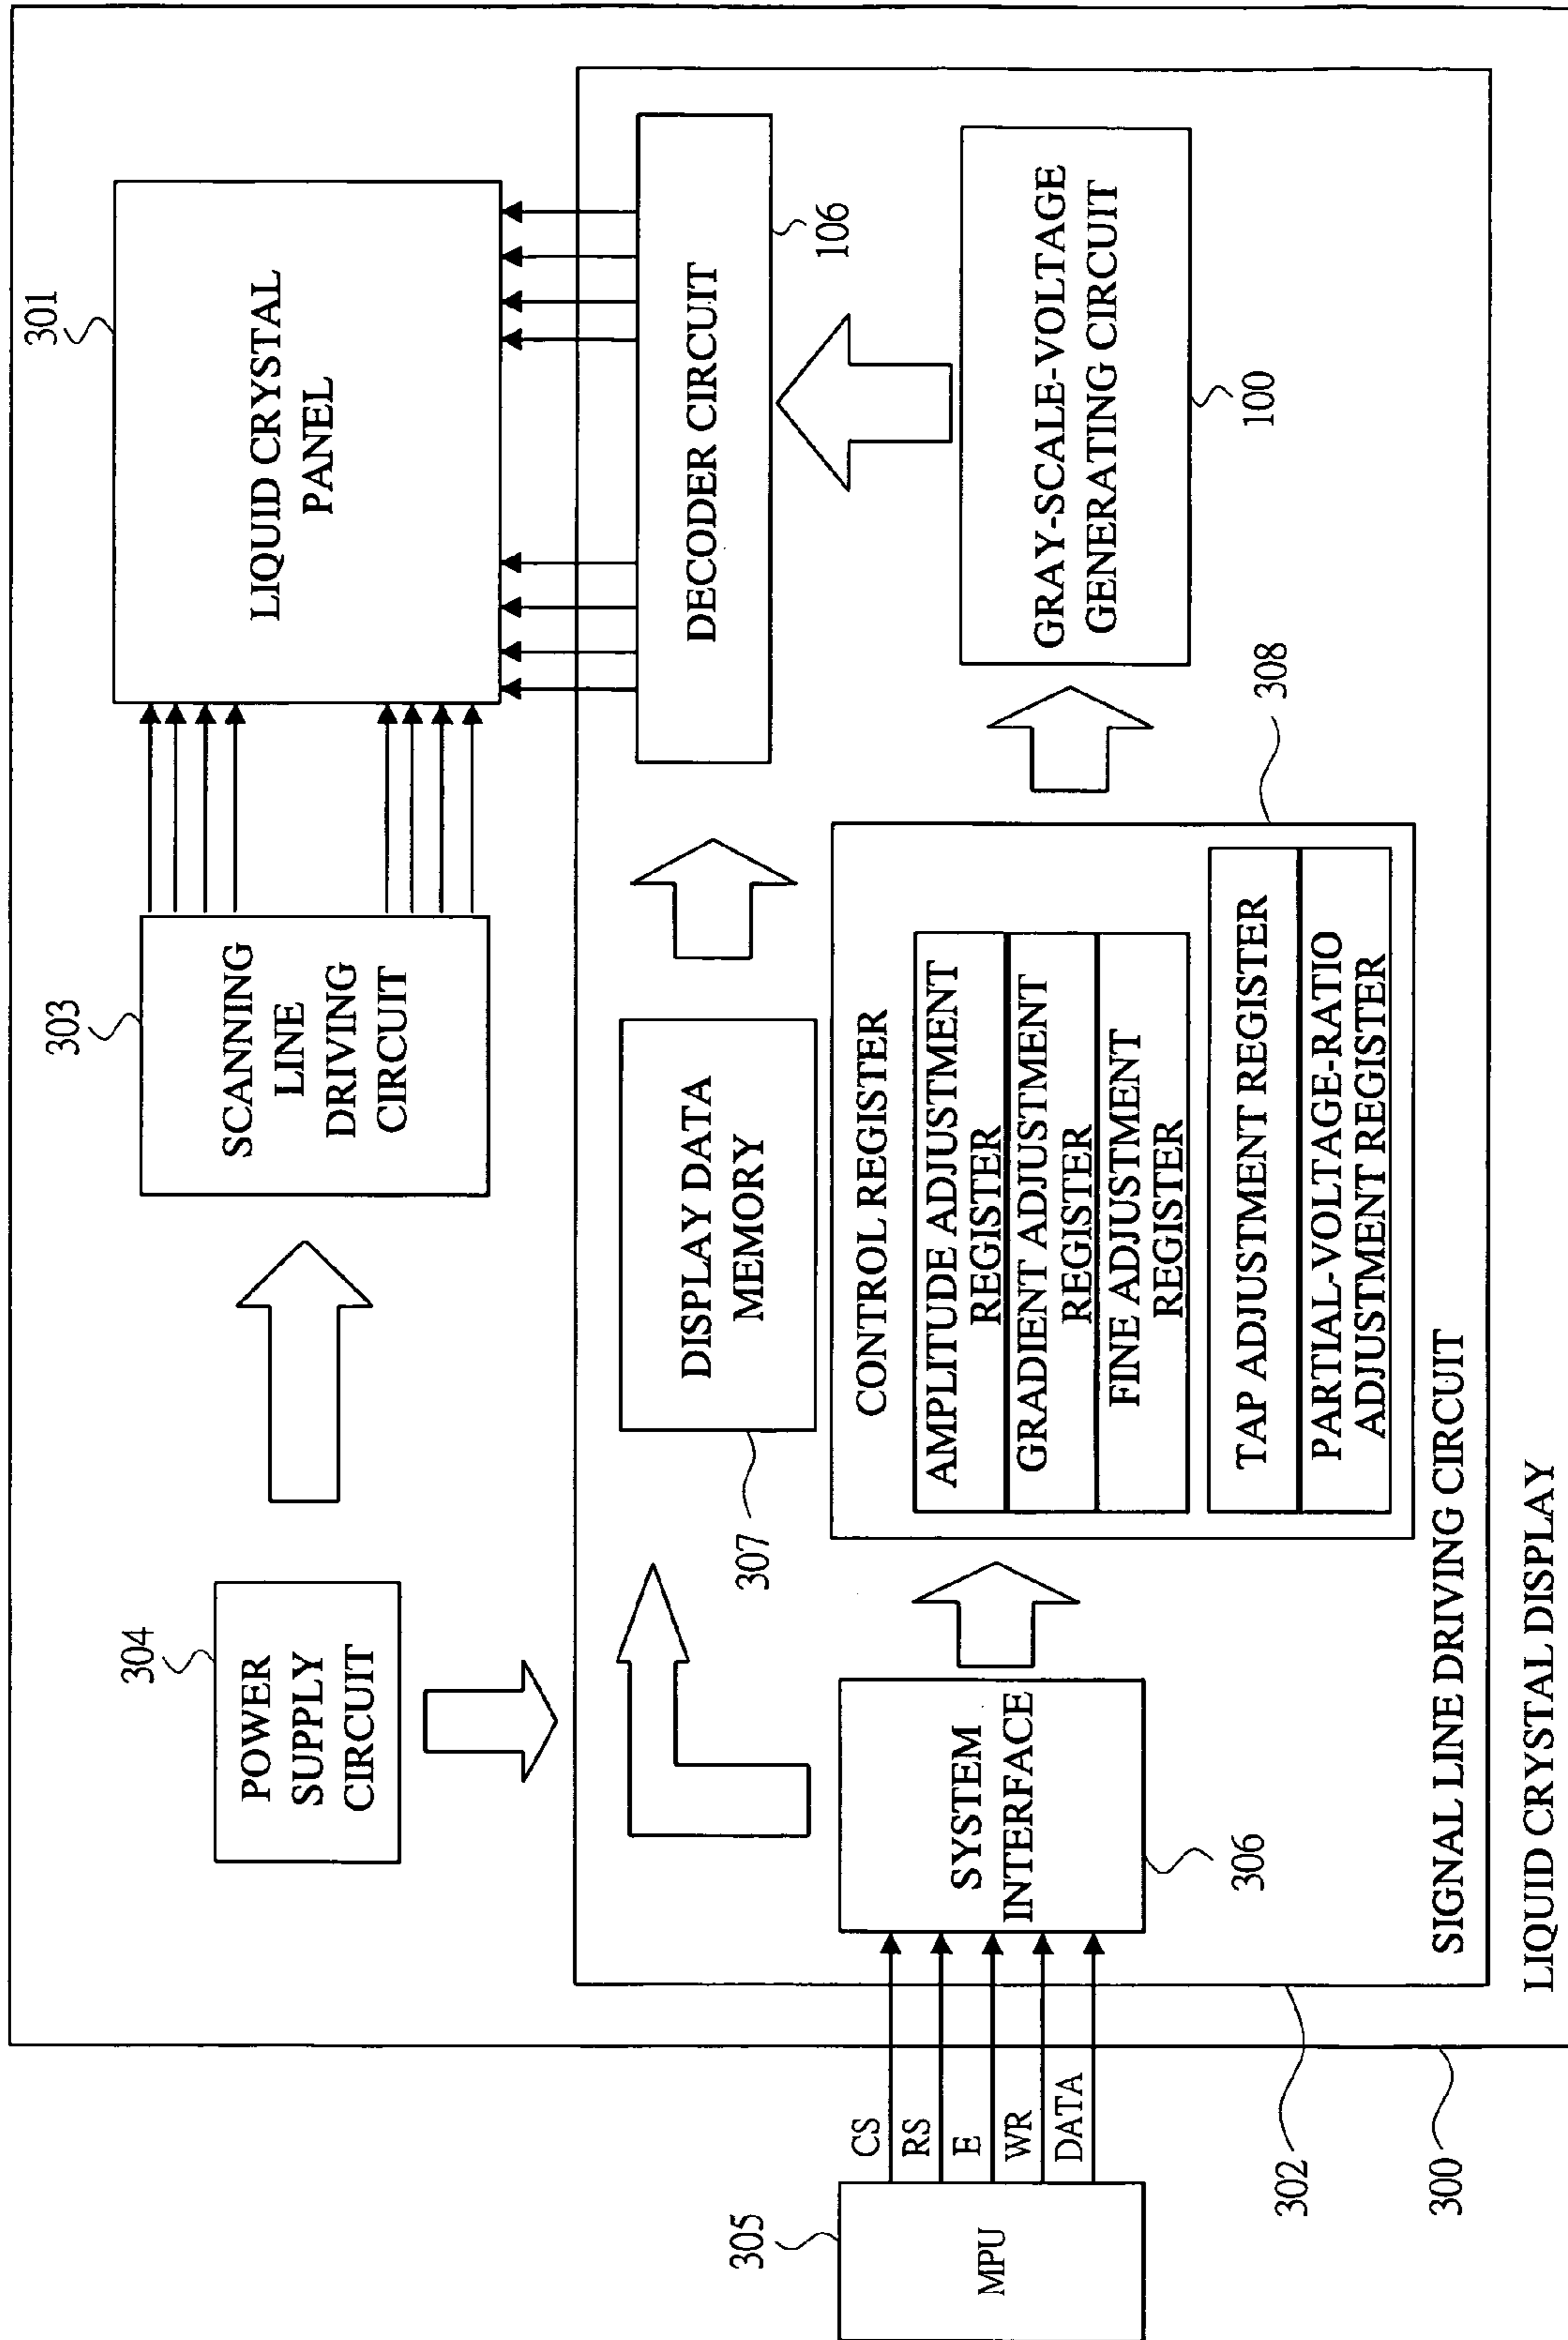 301
LIQUID CRYSTAL
PANEL
303
SCANNING
LINE
DRIVING
CIRCUIT
304
POWER
SUPPLY
CIRCUIT
DECODER CIRCUIT
106
DISPLAY DATA
MEMORY
307
GRAY-SCALE-VOLTAGE
GENERATING CIRCUIT
100
308
CONTROL REGISTER
AMPLITUDE ADJUSTMENT
REGISTER
GRADIENT ADJUSTMENT
REGISTER
FINE ADJUSTMENT
REGISTER
TAP ADJUSTMENT REGISTER
PARTIAL-VOLTAGE-RATIO
ADJUSTMENT REGISTER
SYSTEM
INTERFACE
306
305
MPU
CS
RS
E
WR
DATA
302
SIGNAL LINE DRIVING CIRCUIT
300
LIQUID CRYSTAL DISPLAY